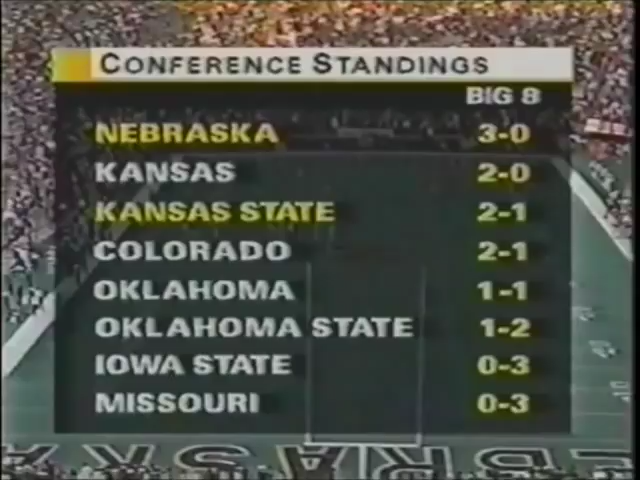 CONFERENCE STANDINGS
BIG 8
NEBRASKA 3-0
KANSAS 2-0
KANSAS STATE 2-1
COLORADO 2-1
OKLAHOMA 1-1
OKLAHOMA STATE 1-2
IOWA STATE 0-3
MISSOURI 0-3